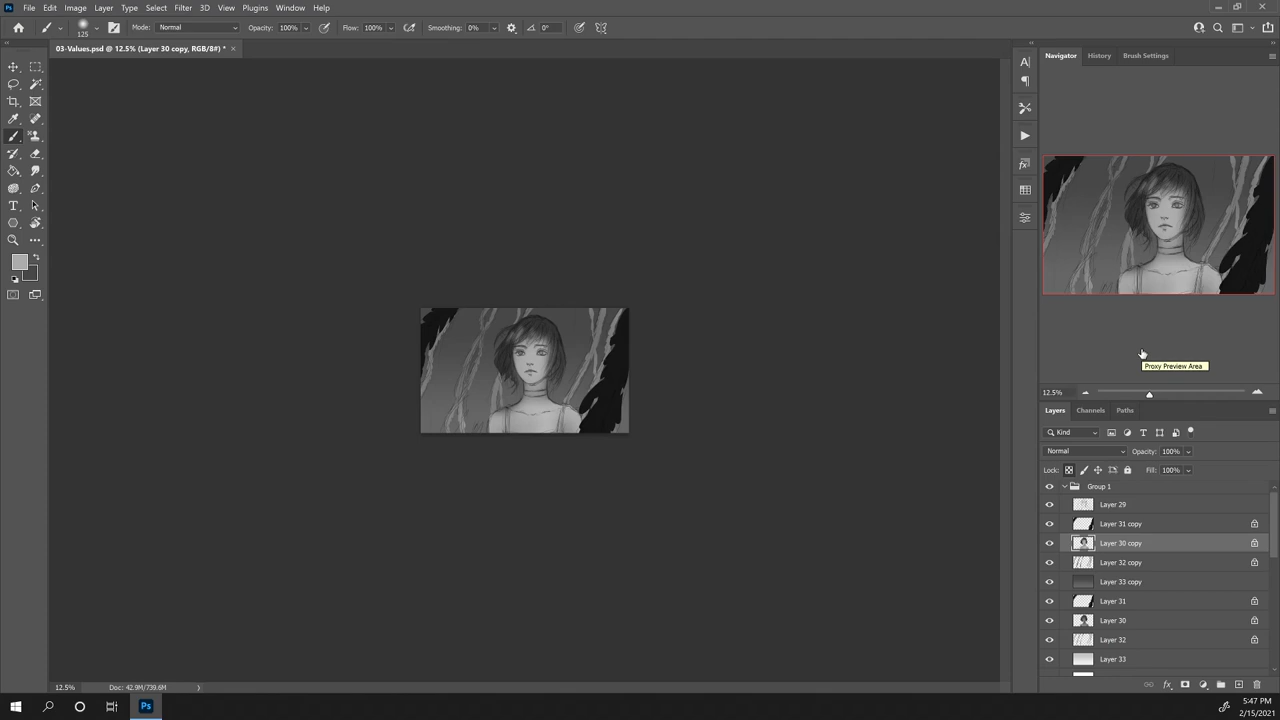 Ps File Edit Image Layer Type Select Filter 3D View Plugins Window Help
125 Mode: Normal Opacity: 100% Flow: 100% Smoothing: 0% 0°
03-Values.psd @ 12.5% (Layer 30 copy, RGB/8#) * ×
Navigator History Brush Settings
Proxy Preview Area
12.5%
Layers Channels Paths
Kind
Normal Opacity: 100%
Lock: Fill: 100%
Group 1
Layer 29
Layer 31 copy
Layer 30 copy
Layer 32 copy
Layer 33 copy
Layer 31
Layer 30
Layer 32
Layer 33
12.5% Doc: 42.9M/739.6M
Ps
5:47 PM
2/15/2021